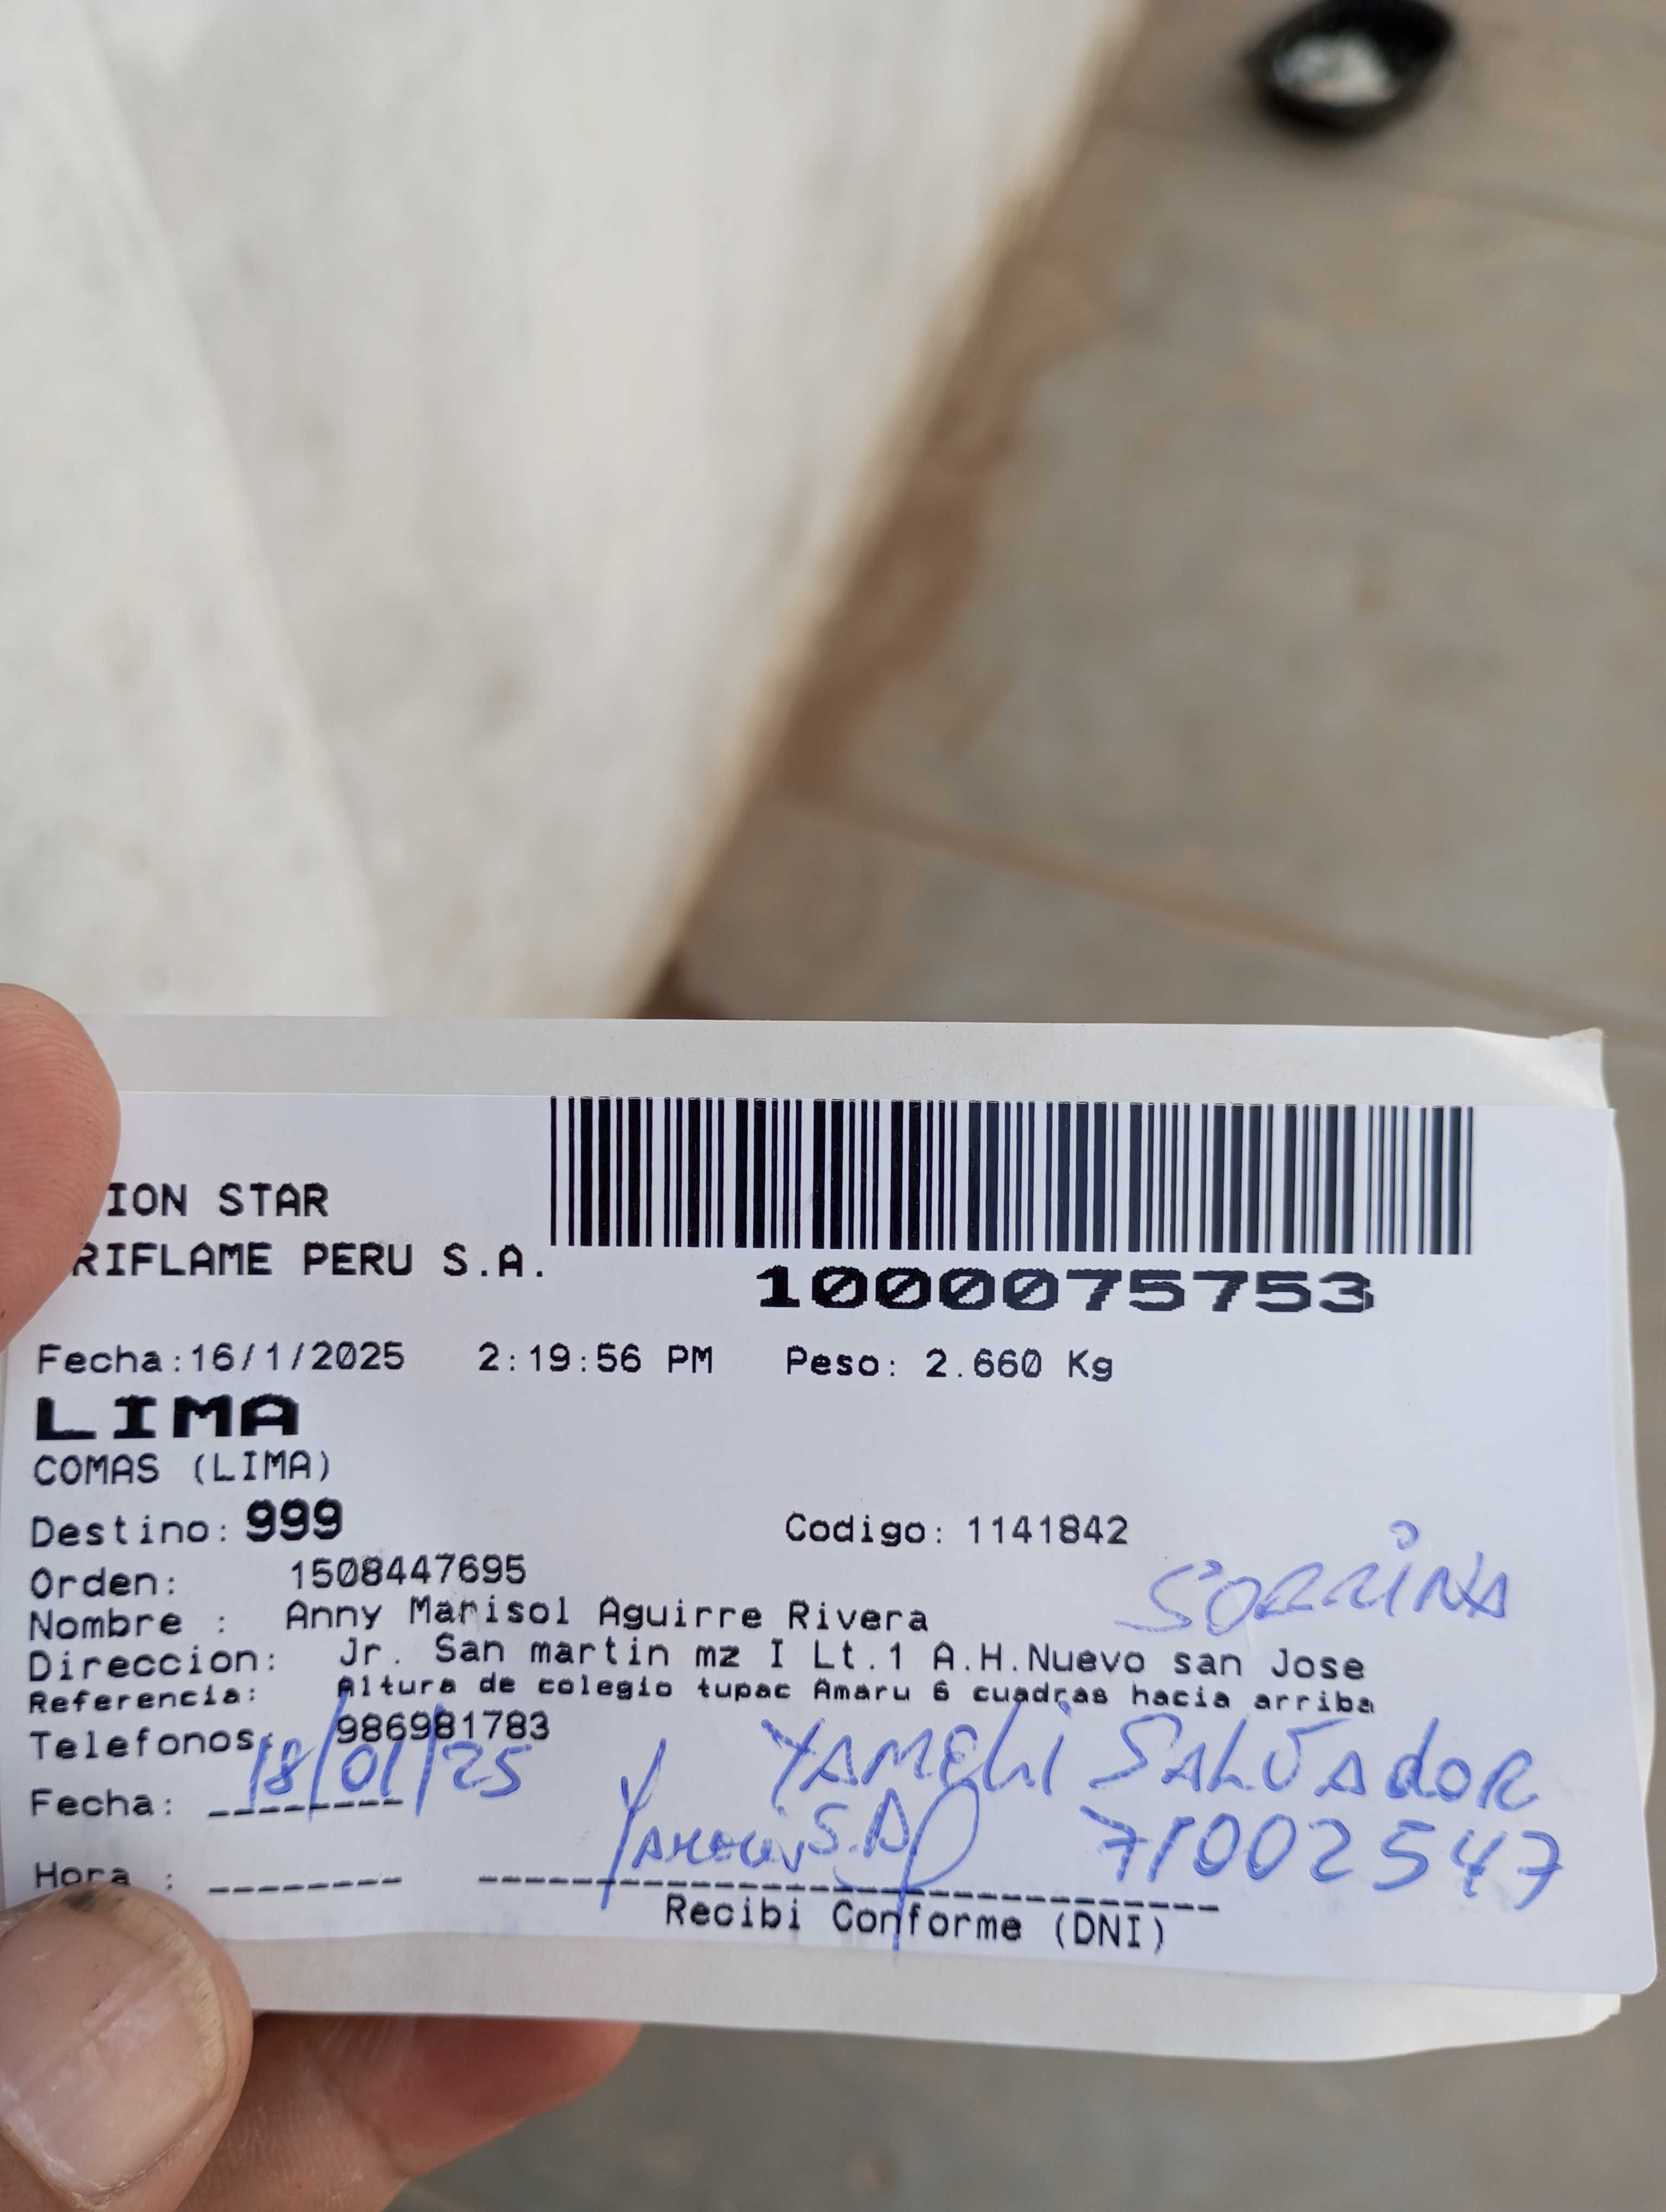 ION STAR
RIFLAME PERU S.A.
1000075753
Fecha:16/1/2025 2:19:56 PM Peso: 2.660 Kg
LIMA
COMAS (LIMA)
Destino: 999 Codigo: 1141842
Orden: 1508447695
SORRiNA
Nombre : Anny Marisol Aguirre Rivera
Direccion: Jr. San martin mz I Lt.1 A.H.Nuevo san Jose
Referencia: Altura de colegio tupac Amaru 6 cuadras hacia arriba
Telefonos: 986981783
YAMELi SALVAdoR
Fecha: 18/01/25
71002547
Hora :
Recibi Conforme (DNI)